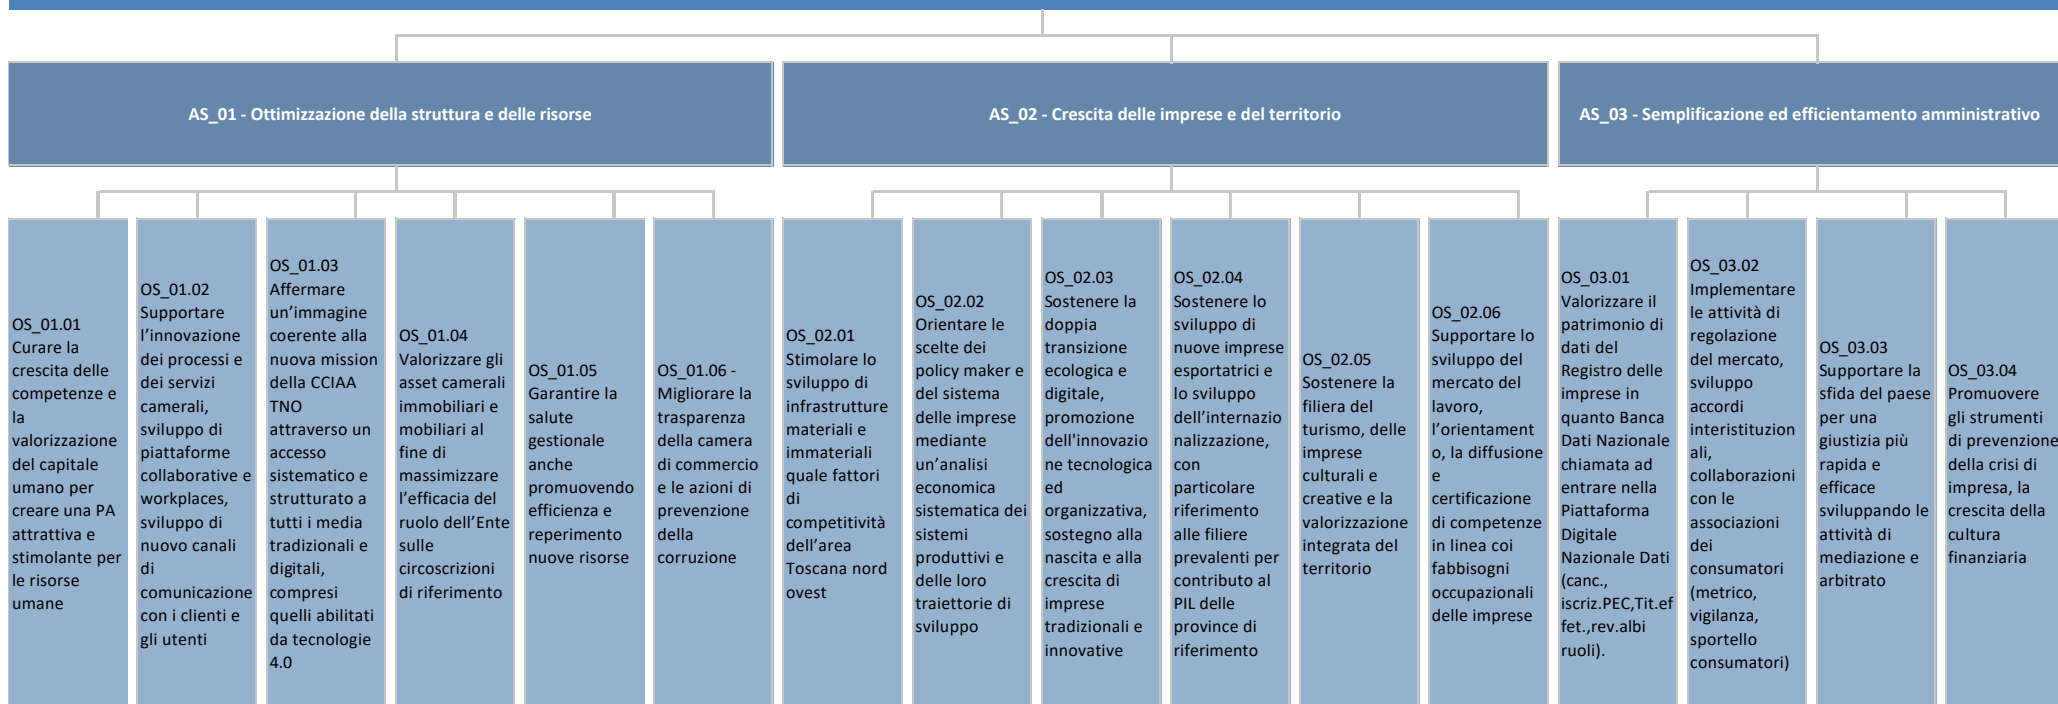 AS_01 - Ottimizzazione della struttura e delle risorse
AS_02 - Crescita delle imprese e del territorio
AS_03 - Semplificazione ed efficientamento amministrativo
OS_01.01
Curare la
crescita delle
competenze e
la
valorizzazione
del capitale
umano per
creare una PA
attrattiva e
stimolante per
le risorse
umane
OS_01.02
Supportare
l’innovazione
dei processi e
dei servizi
camerali,
sviluppo di
piattaforme
collaborative e
workplaces,
sviluppo di
nuovo canali
di
comunicazione
con i clienti e
gli utenti
OS_01.03
Affermare
un’immagine
coerente alla
nuova mission
della CCIAA
TNO
attraverso un
accesso
sistematico e
strutturato a
tutti i media
tradizionali e
digitali,
compresi
quelli abilitati
da tecnologie
4.0
OS_01.04
Valorizzare gli
asset camerali
immobiliari e
mobiliari al
fine di
massimizzare
l’efficacia del
ruolo dell’Ente
sulle
circoscrizioni
di riferimento
OS_01.05
Garantire la
salute
gestionale
anche
promuovendo
efficienza e
reperimento
nuove risorse
OS_01.06 -
Migliorare la
trasparenza
della camera
di commercio
e le azioni di
prevenzione
della
corruzione
OS_02.01
Stimolare lo
sviluppo di
infrastrutture
materiali e
immateriali
quale fattori
di
competitività
dell’area
Toscana nord
ovest
OS_02.02
Orientare le
scelte dei
policy maker e
del sistema
delle imprese
mediante
un’analisi
economica
sistematica dei
sistemi
produttivi e
delle loro
traiettorie di
sviluppo
OS_02.03
Sostenere la
doppia
transizione
ecologica e
digitale,
promozione
dell'innovazio
ne tecnologica
ed
organizzativa,
sostegno alla
nascita e alla
crescita di
imprese
tradizionali e
innovative
OS_02.04
Sostenere lo
sviluppo di
nuove imprese
esportatrici e
lo sviluppo
dell’internazio
nalizzazione,
con
particolare
riferimento
alle filiere
prevalenti per
contributo al
PIL delle
province di
riferimento
OS_02.05
Sostenere la
filiera del
turismo, delle
imprese
culturali e
creative e la
valorizzazione
integrata del
territorio
OS_02.06
Supportare lo
sviluppo del
mercato del
lavoro,
l’orientament
o, la diffusione
e
certificazione
di competenze
in linea coi
fabbisogni
occupazionali
delle imprese
OS_03.01
Valorizzare il
patrimonio di
dati del
Registro delle
imprese in
quanto Banca
Dati Nazionale
chiamata ad
entrare nella
Piattaforma
Digitale
Nazionale Dati
(canc.,
iscriz.PEC,Tit.ef
fet.,rev.albi
ruoli).
OS_03.02
Implementare
le attività di
regolazione
del mercato,
sviluppo
accordi
interistituzion
ali,
collaborazioni
con le
associazioni
dei
consumatori
(metrico,
vigilanza,
sportello
consumatori)
OS_03.03
Supportare la
sfida del paese
per una
giustizia più
rapida e
efficace
sviluppando le
attività di
mediazione e
arbitrato
OS_03.04
Promuovere
gli strumenti
di prevenzione
della crisi di
impresa, la
crescita della
cultura
finanziaria